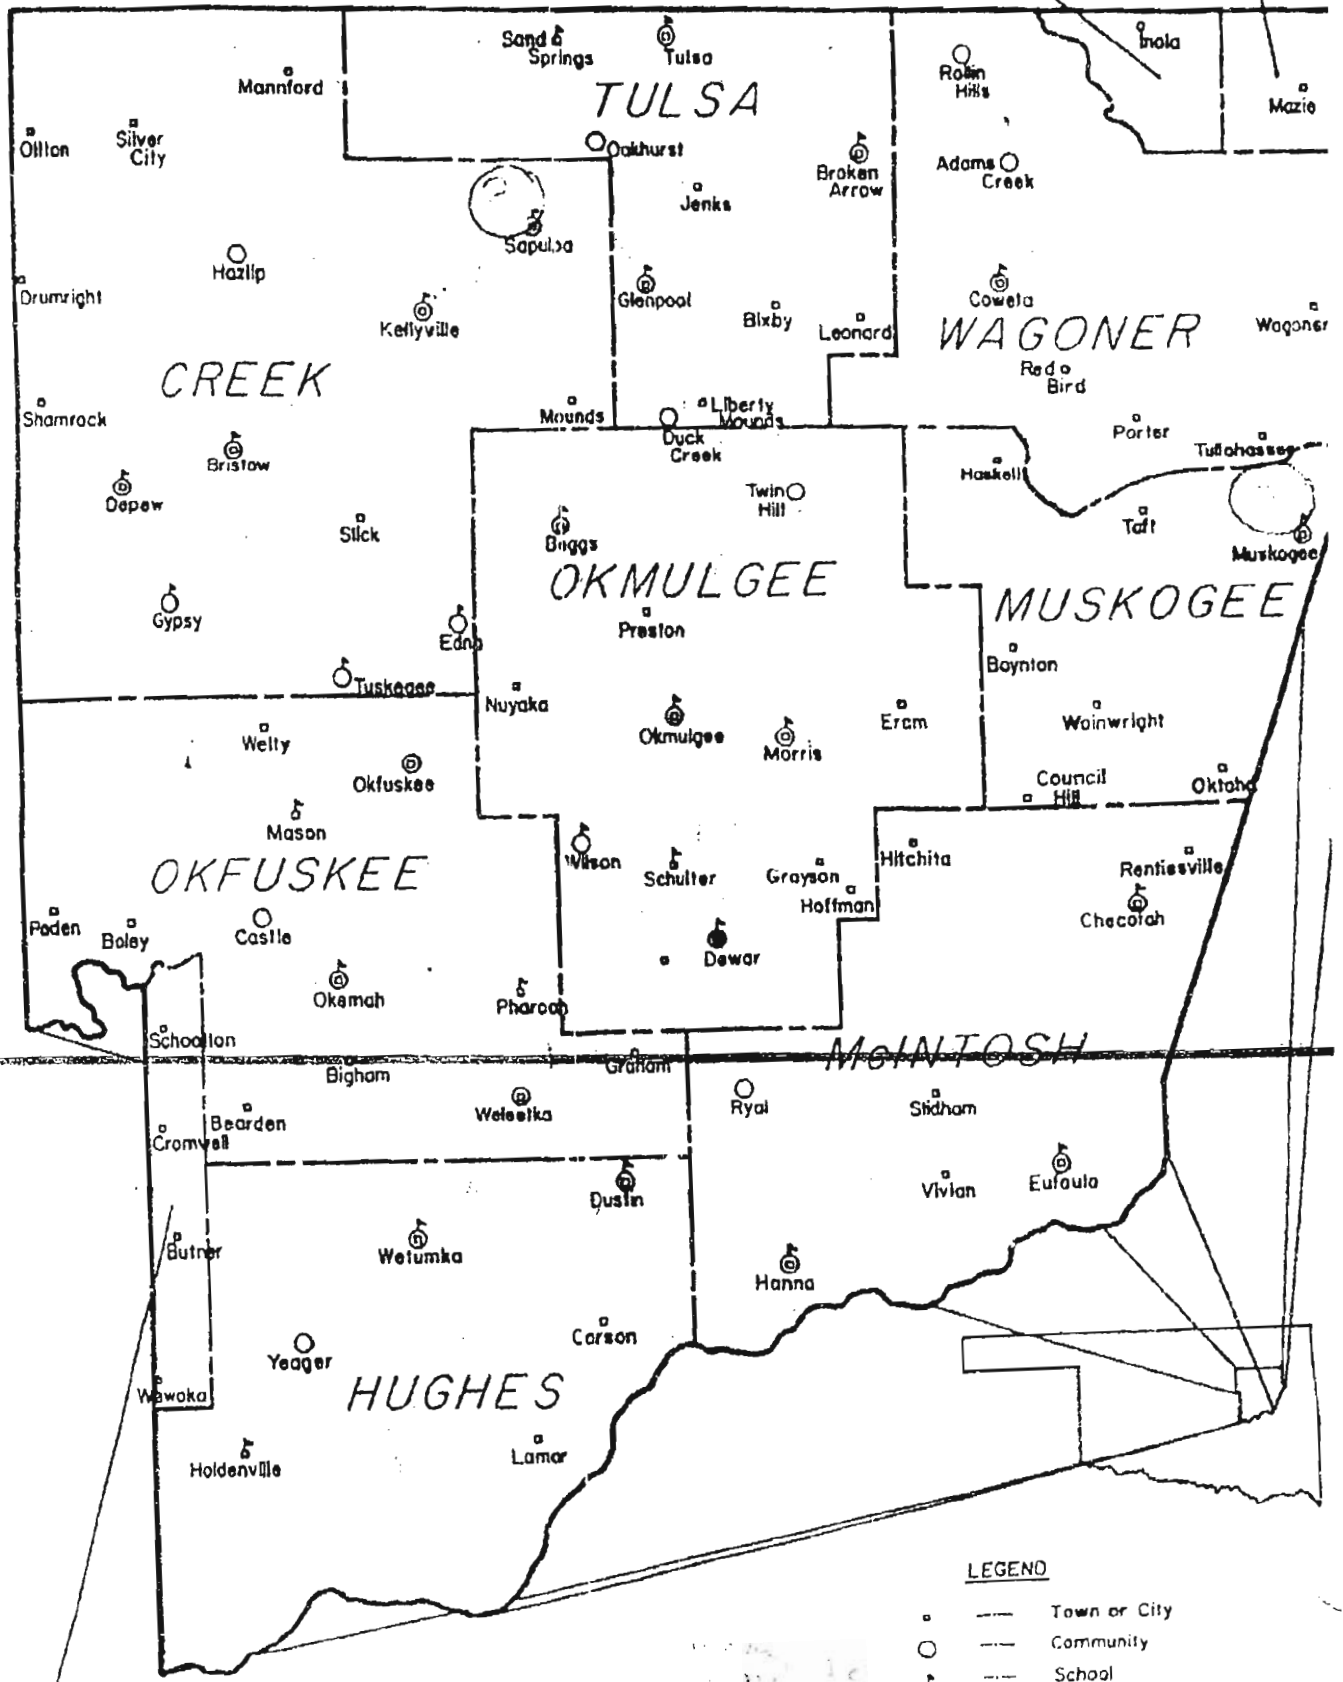 Sand
Springs
Tulsa
Inola
Rollin
Hills
Mannford
TULSA
Mazie
Oilton
Silver
City
Oakhurst
Broken
Arrow
Adams
Creek
Jenks
Sapulpa
Hazlip
Drumright
Glenpool
Coweta
Kellyville
Bixby
Leonard
WAGONER
Wagoner
CREEK
Red
Bird
Shamrock
Mounds
Liberty
Mounds
Duck
Creek
Porter
Tullahassee
Bristow
Haskell
Depew
Twin
Hill
Slick
Taft
Briggs
Muskogee
OKMULGEE
MUSKOGEE
Gypsy
Preston
Edna
Boynton
Tuskegee
Nuyaka
Okmulgee
Morris
Eram
Wainwright
Welty
Okfuskee
Council
Hill
Oktaha
Mason
Wilson
Schulter
Grayson
Hoffman
Hitchita
Rentiesville
OKFUSKEE
Checotah
Paden
Boley
Castle
Dewar
Okemah
Pharoah
Schoolton
McINTOSH
Bigham
Graham
Bearden
Weleetka
Ryal
Stidham
Cromwell
Dustin
Vivian
Eufaula
Butner
Wetumka
Hanna
Carson
Yeager
HUGHES
Wewoka
Holdenville
Lamar
LEGEND
Town or City
Community
School